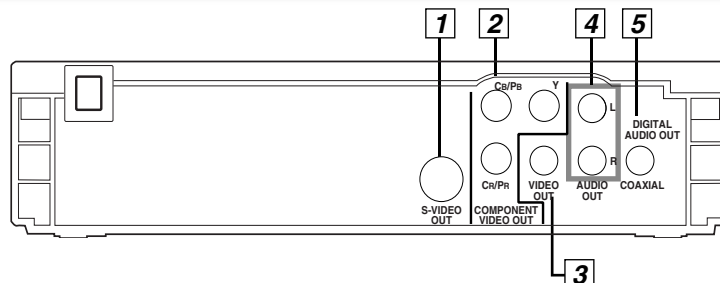 1 2 4 5
CB/PB Y
L
DIGITAL
AUDIO OUT
R
CR/PR VIDEO
OUT AUDIO
OUT COAXIAL
S-VIDEO
OUT COMPONENT
VIDEO OUT
3